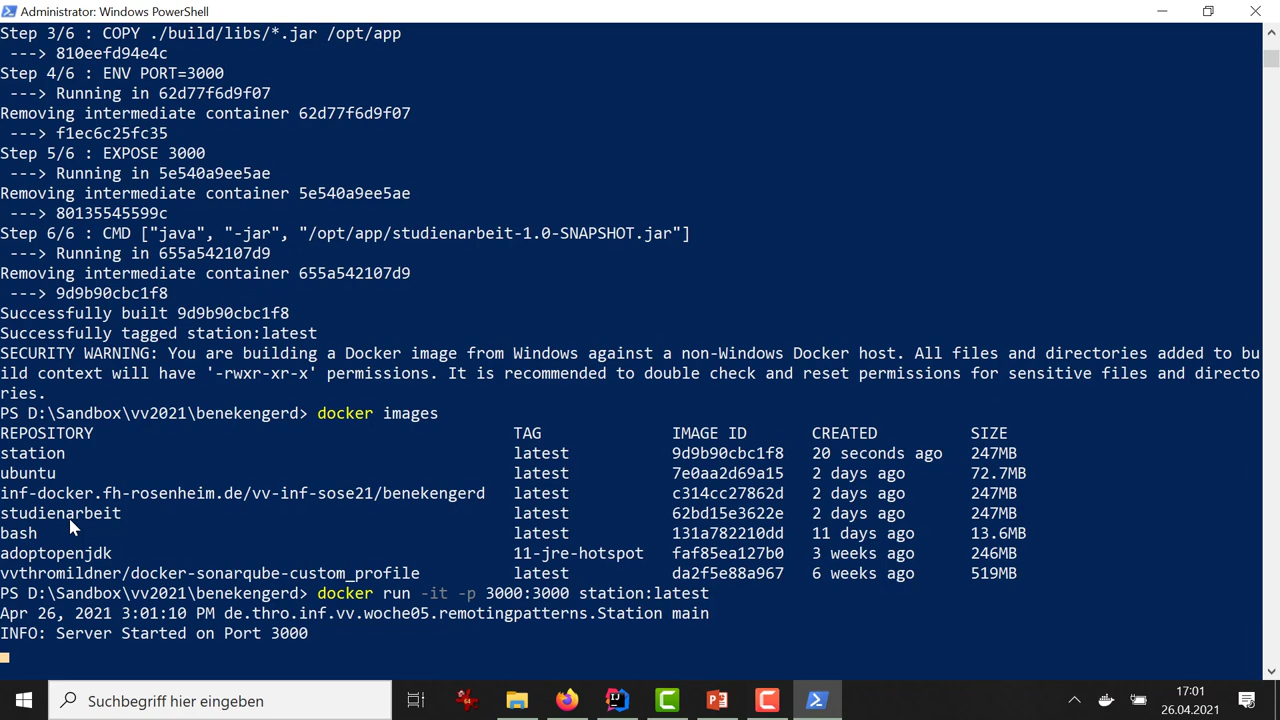 Administrator: Windows PowerShell
Step 3/6 : COPY ./build/libs/*.jar /opt/app
 ---> 810eefd94e4c
Step 4/6 : ENV PORT=3000
 ---> Running in 62d77f6d9f07
Removing intermediate container 62d77f6d9f07
 ---> f1ec6c25fc35
Step 5/6 : EXPOSE 3000
 ---> Running in 5e540a9ee5ae
Removing intermediate container 5e540a9ee5ae
 ---> 80135545599c
Step 6/6 : CMD ["java", "-jar", "/opt/app/studienarbeit-1.0-SNAPSHOT.jar"]
 ---> Running in 655a542107d9
Removing intermediate container 655a542107d9
 ---> 9d9b90cbc1f8
Successfully built 9d9b90cbc1f8
Successfully tagged station:latest
SECURITY WARNING: You are building a Docker image from Windows against a non-Windows Docker host. All files and directories added to bu
ild context will have '-rwxr-xr-x' permissions. It is recommended to double check and reset permissions for sensitive files and directo
ries.
PS D:\Sandbox\vv2021\benekengerd> docker images
REPOSITORY TAG IMAGE ID CREATED SIZE
station latest 9d9b90cbc1f8 20 seconds ago 247MB
ubuntu latest 7e0aa2d69a15 2 days ago 72.7MB
inf-docker.fh-rosenheim.de/vv-inf-sose21/benekengerd latest c314cc27862d 2 days ago 247MB
studienarbeit latest 62bd15e3622e 2 days ago 247MB
bash latest 131a782210dd 11 days ago 13.6MB
adoptopenjdk 11-jre-hotspot faf85ea127b0 3 weeks ago 246MB
vvthromildner/docker-sonarqube-custom_profile latest da2f5e88a967 6 weeks ago 519MB
PS D:\Sandbox\vv2021\benekengerd> docker run -it -p 3000:3000 station:latest
Apr 26, 2021 3:01:10 PM de.thro.inf.vv.woche05.remotingpatterns.Station main
INFO: Server Started on Port 3000
Suchbegriff hier eingeben
17:01
26.04.2021